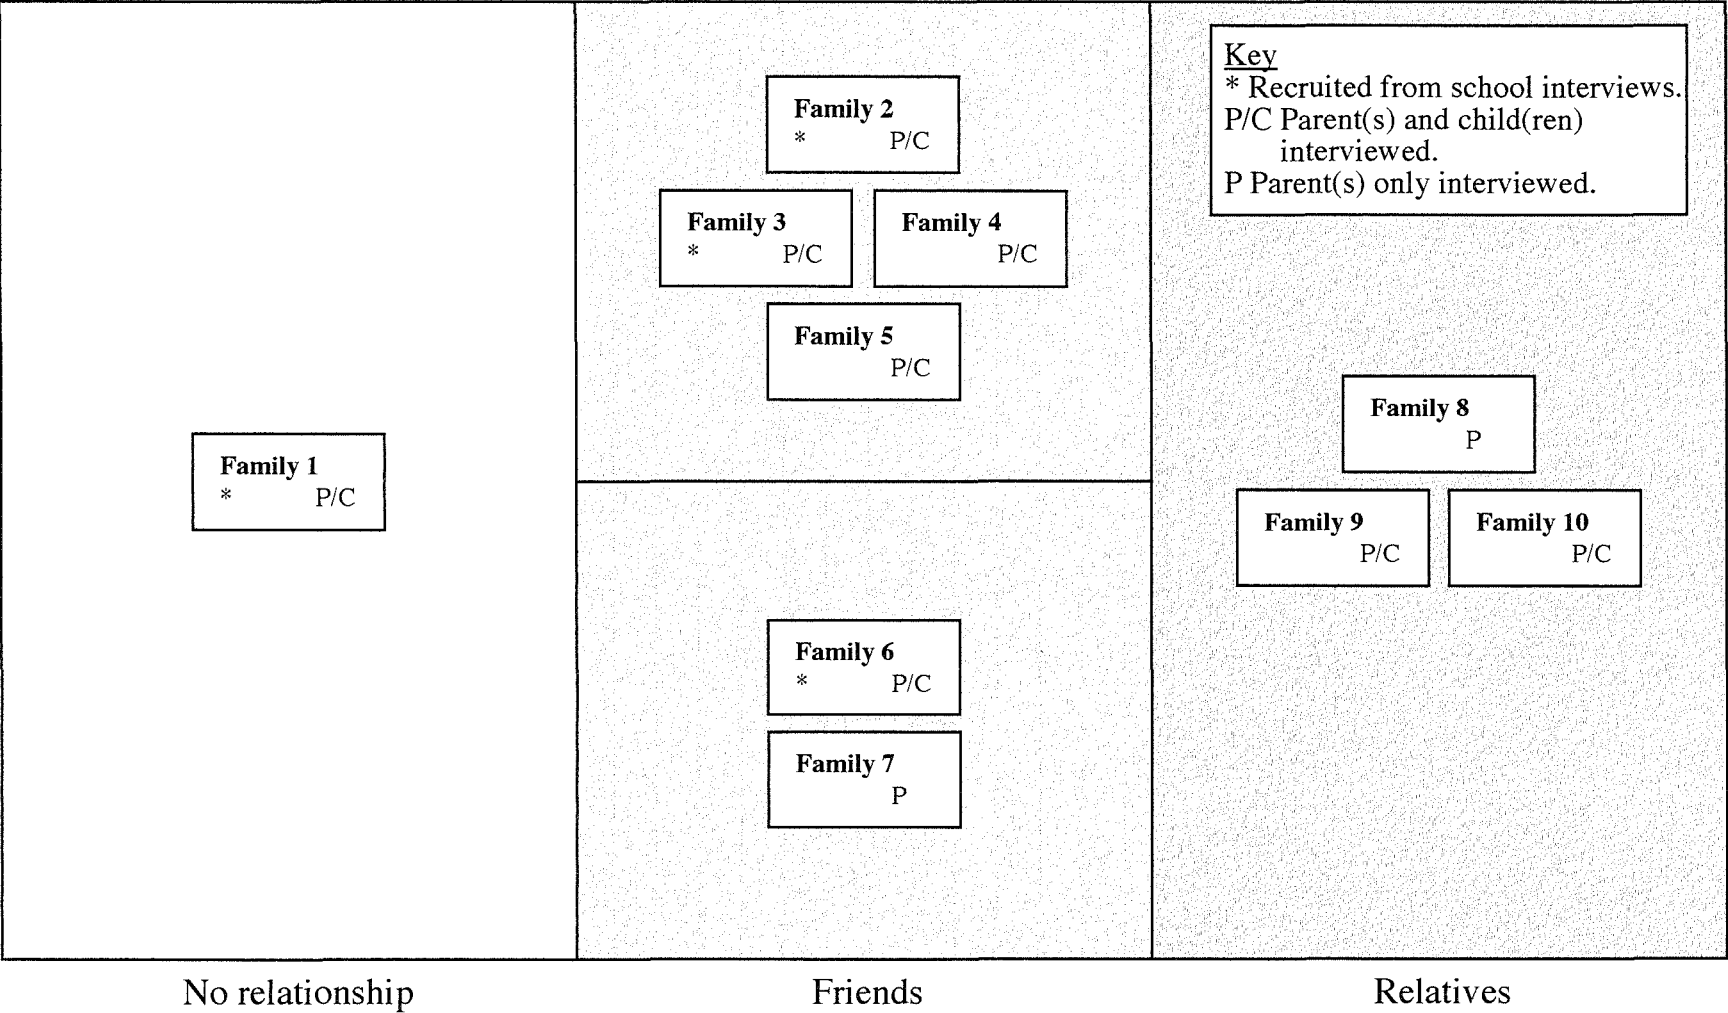 Key
* Recruited from school interviews.
P/C Parent(s) and child(ren)
interviewed.
P Parent(s) only interviewed.
Family 1
* P/C
Family 2
* P/C
Family 3
* P/C
Family 4
P/C
Family 5
P/C
Family 6
* P/C
Family 7
P
Family 8
P
Family 9
P/C
Family 10
P/C
No relationship
Friends
Relatives